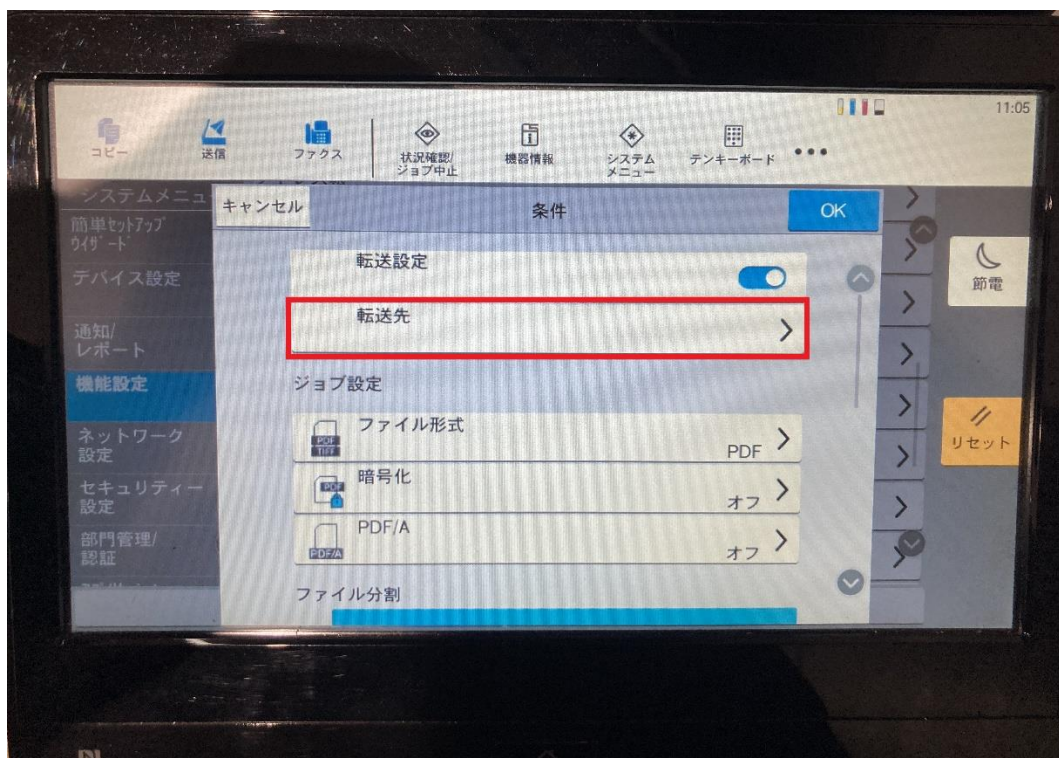 11:05
コピー
送信
ファクス
状況確認/
ジョブ中止
機器情報
システム
メニュー
テンキーボード
•••
システムメニュー
簡単ｾｯﾄｱｯﾌﾟ
ｳｨｻﾞｰﾄﾞ
デバイス設定
通知/
レポート
機能設定
ネットワーク
設定
セキュリティー
設定
部門管理/
認証
キャンセル
条件
OK
転送設定
転送先
ジョブ設定
PDF
TIFF
ファイル形式
PDF
PDF
暗号化
オフ
PDF/A
PDF/A
オフ
ファイル分割
節電
リセット